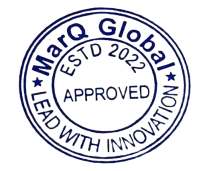 MarQ Global
ESTD 2022
APPROVED
★ LEAD WITH INNOVATION ★